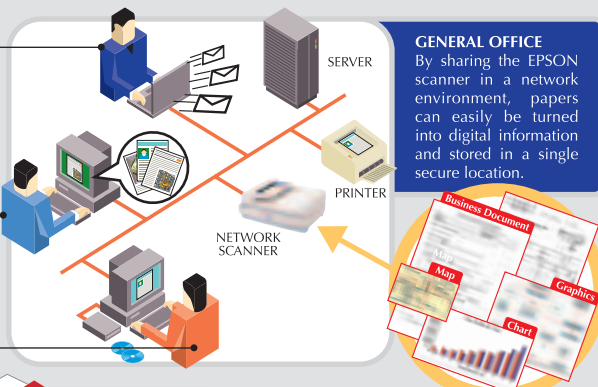 SERVER
PRINTER
NETWORK
SCANNER
GENERAL OFFICE
By sharing the EPSON
scanner in a network
environment, papers
can easily be turned
into digital information
and stored in a single
secure location.
Business Document
Map
Map
Graphics
Chart